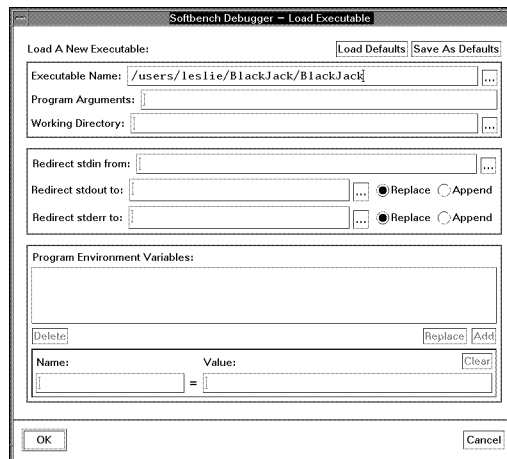 Softbench Debugger – Load Executable
Load A New Executable: Load Defaults Save As Defaults
Executable Name: /users/leslie/BlackJack/BlackJack ...
Program Arguments:
Working Directory: ...
Redirect stdin from: ...
Redirect stdout to: ... Replace Append
Redirect stderr to: ... Replace Append
Program Environment Variables:
Delete Replace Add
Name: Value: Clear
=
OK Cancel